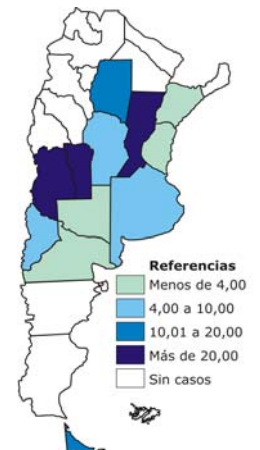 Referencias
Menos de 4,00
4,00 a 10,00
10,01 a 20,00
Más de 20,00
Sin casos